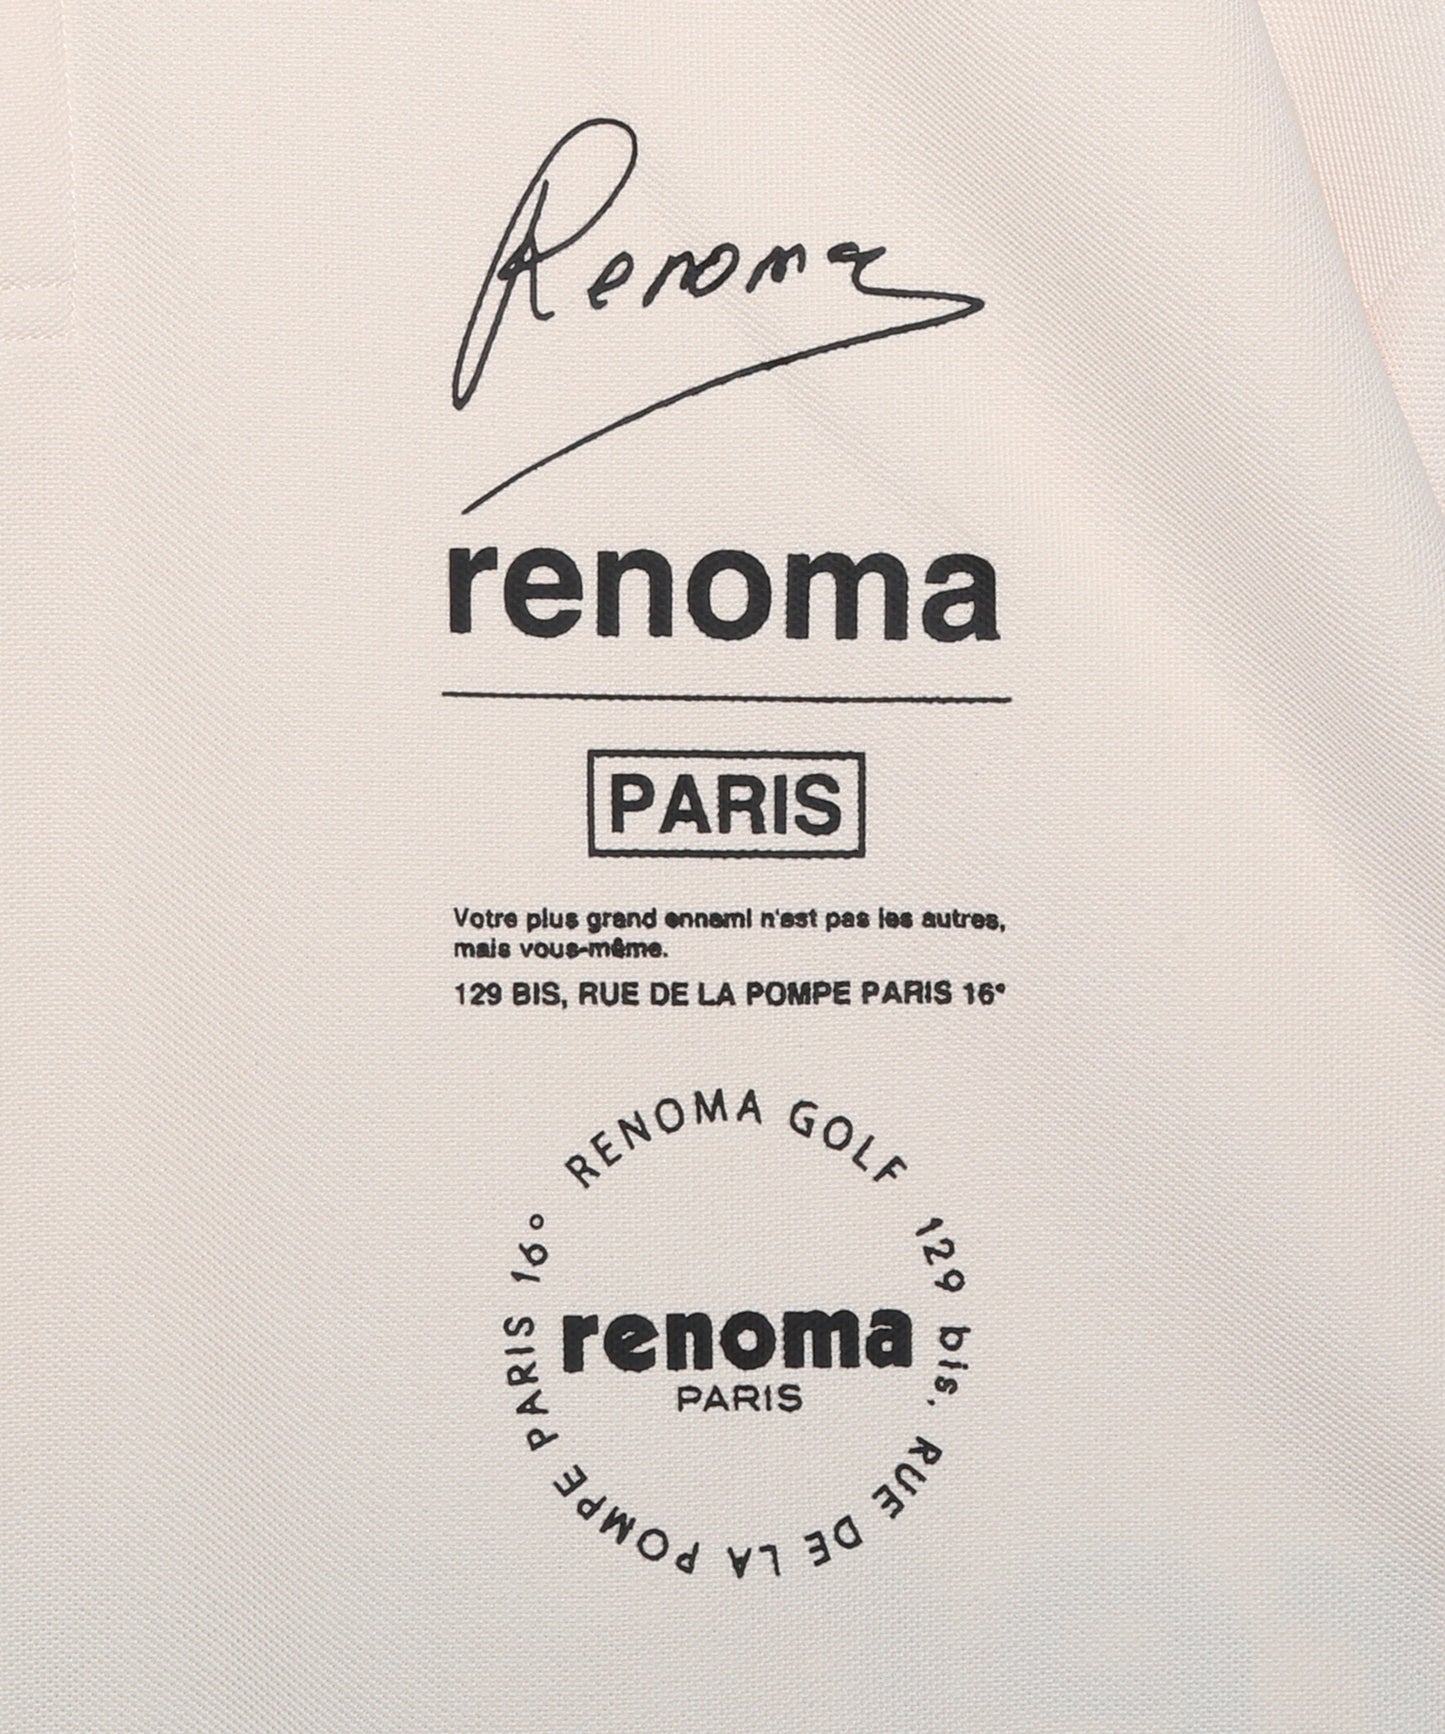 Renoma
renoma
PARIS
Votre plus grand ennemi n'est pas les autres,
mais vous-même.
129 BIS, RUE DE LA POMPE PARIS 16°
RENOMA GOLF 129 bis, RUE DE LA POMPE PARIS 16°
renoma
PARIS